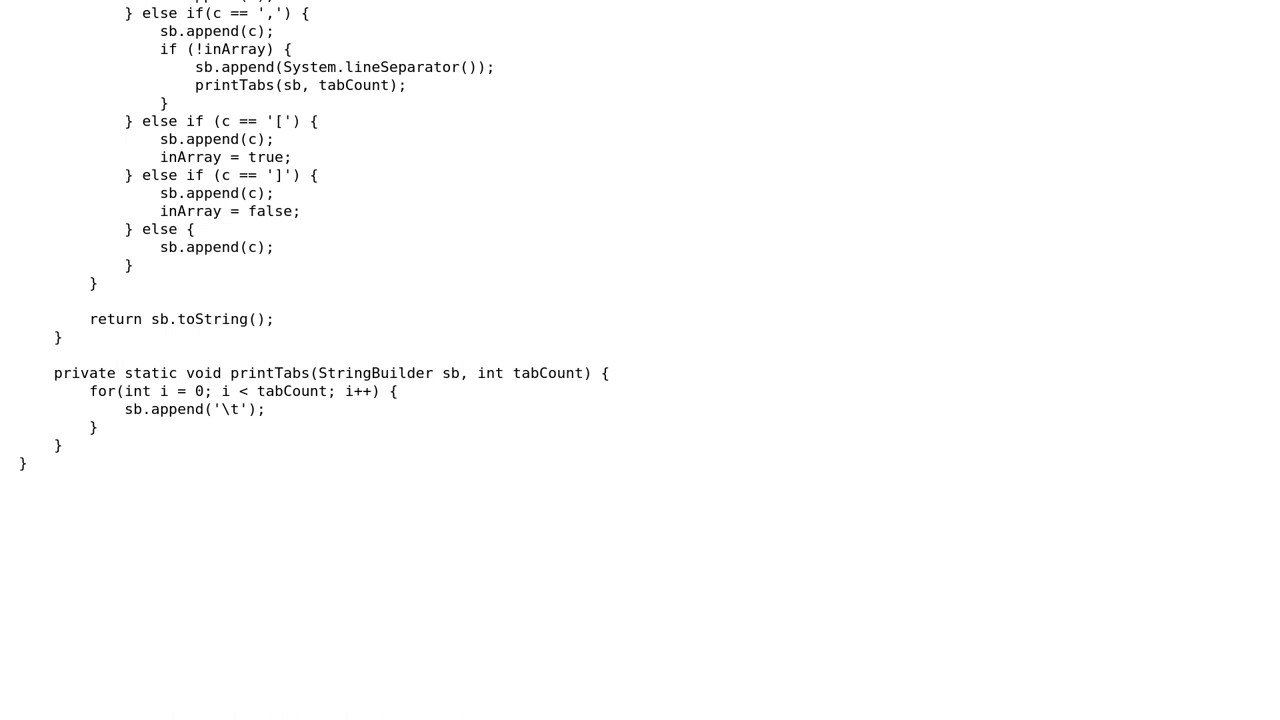 } else if(c == ',') {
                sb.append(c);
                if (!inArray) {
                    sb.append(System.lineSeparator());
                    printTabs(sb, tabCount);
                }
            } else if (c == '[') {
                sb.append(c);
                inArray = true;
            } else if (c == ']') {
                sb.append(c);
                inArray = false;
            } else {
                sb.append(c);
            }
        }

        return sb.toString();
    }

    private static void printTabs(StringBuilder sb, int tabCount) {
        for(int i = 0; i < tabCount; i++) {
            sb.append('\t');
        }
    }
}